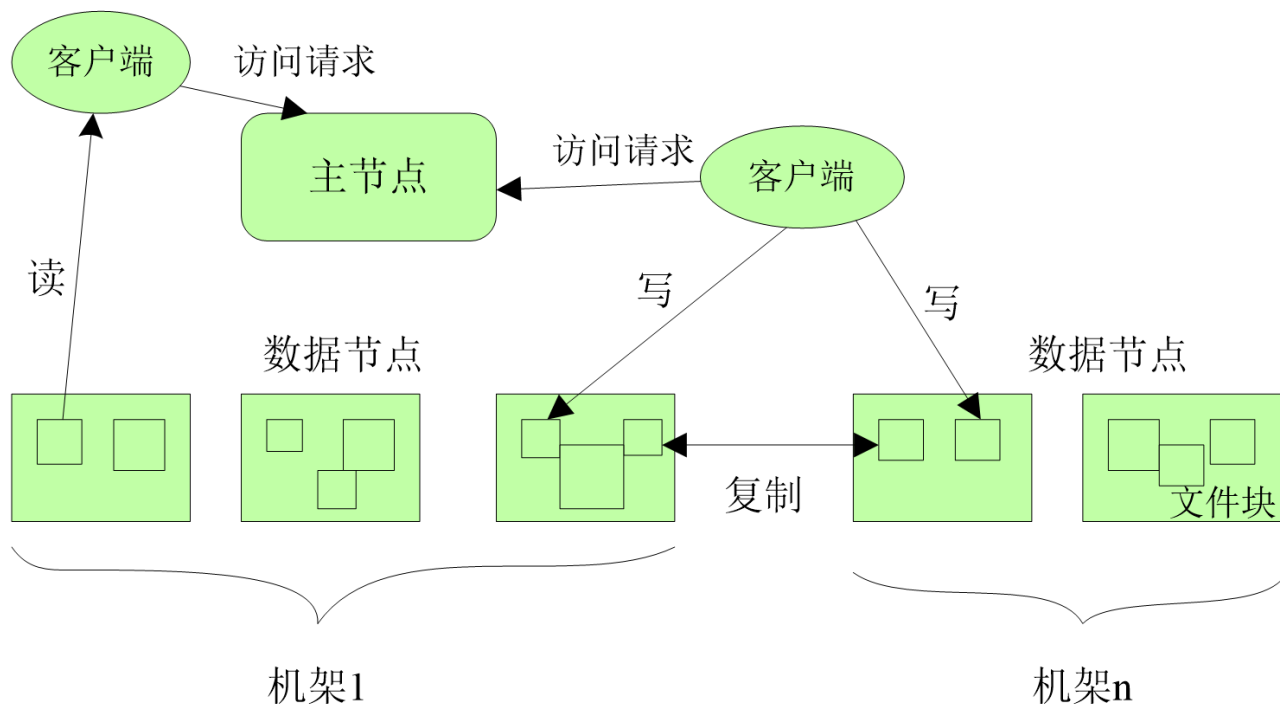 客户端
访问请求
主节点
访问请求
客户端
读
写
写
数据节点
数据节点
复制
文件块
机架1
机架n